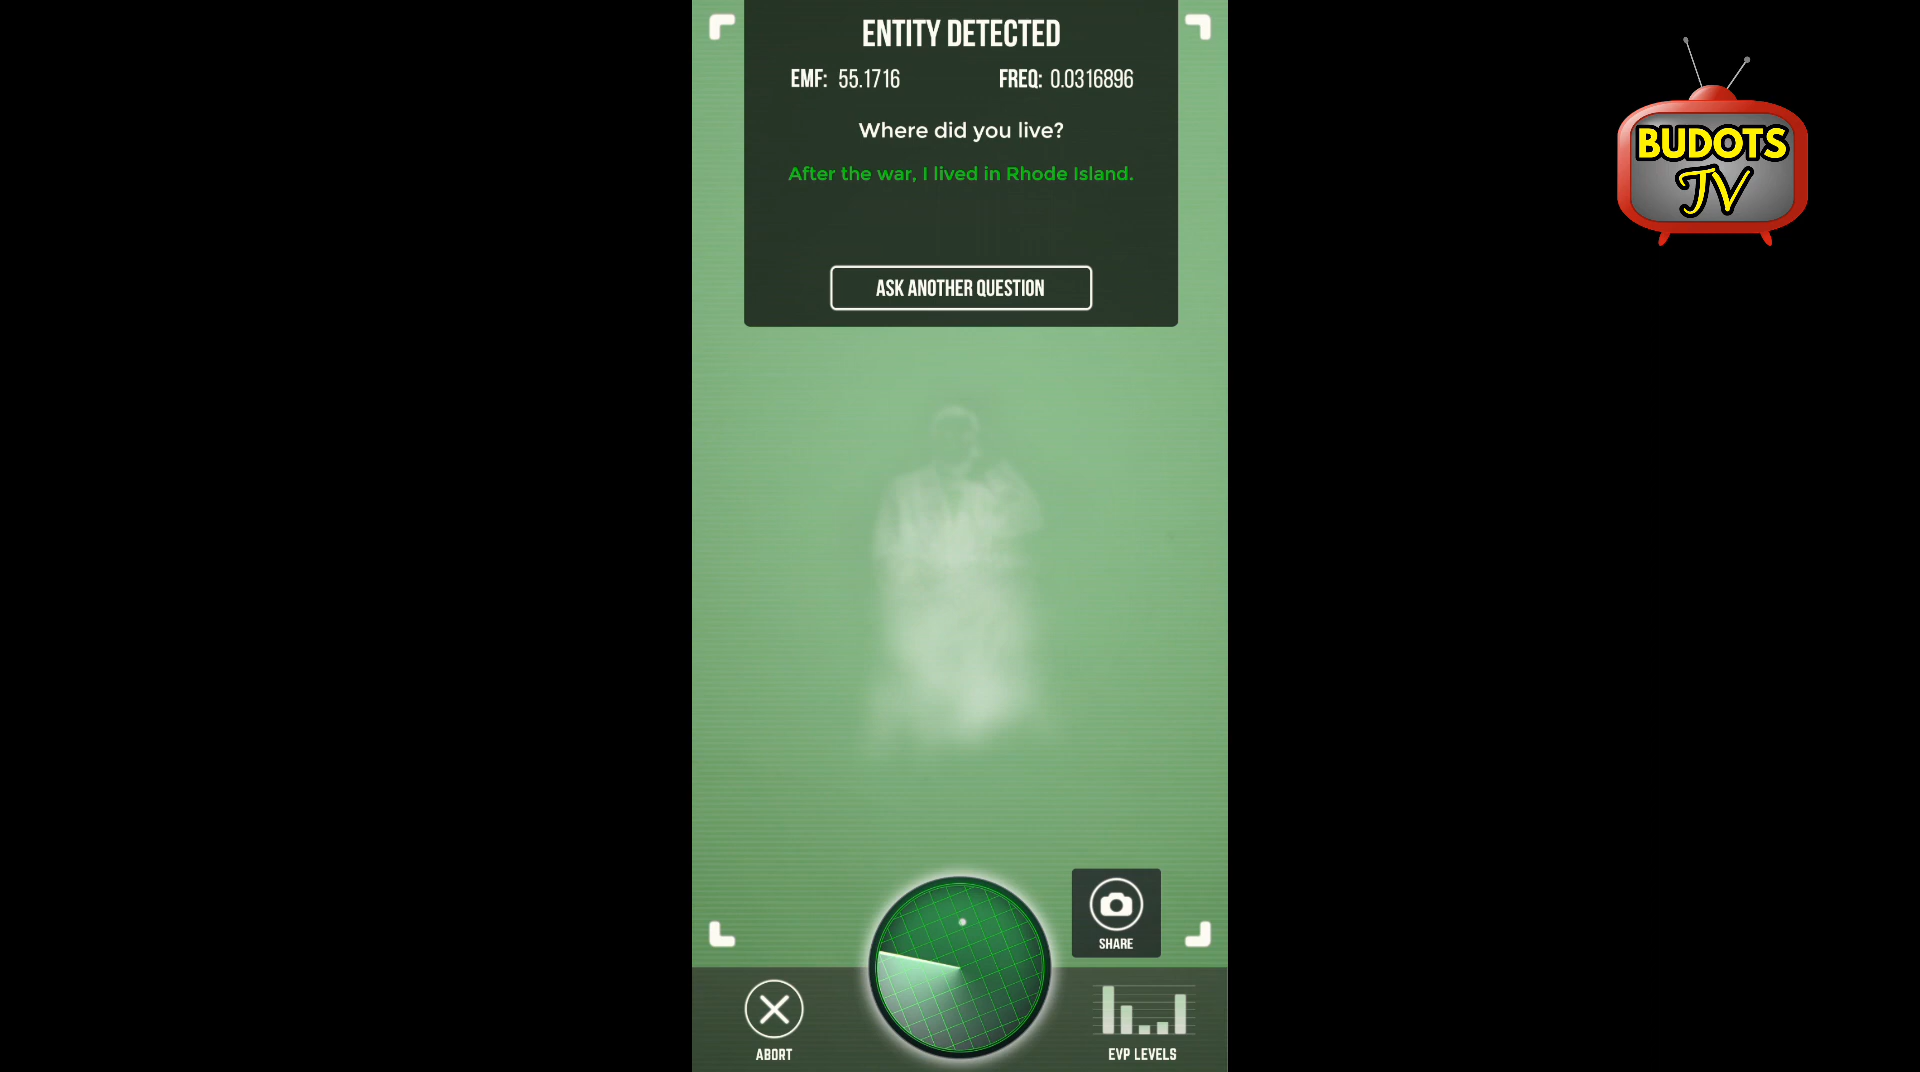 ENTITY DETECTED
EMF: 55.1716 FREQ: 0.0316896
Where did you live?
After the war, I lived in Rhode Island.
ASK ANOTHER QUESTION
BUDOTS
TV
SHARE
ABORT
EVP LEVELS